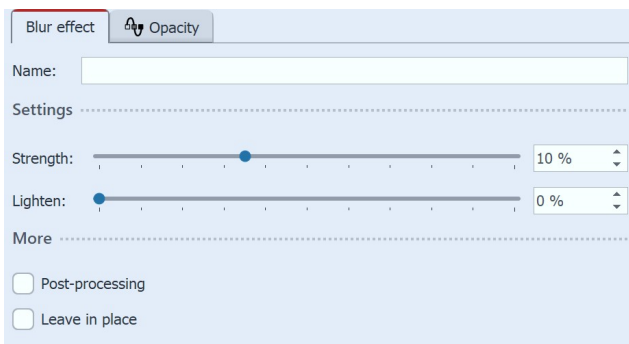 Blur effect Opacity
Name:
Settings
Strength: 10 %
Lighten: 0 %
More
Post-processing
Leave in place